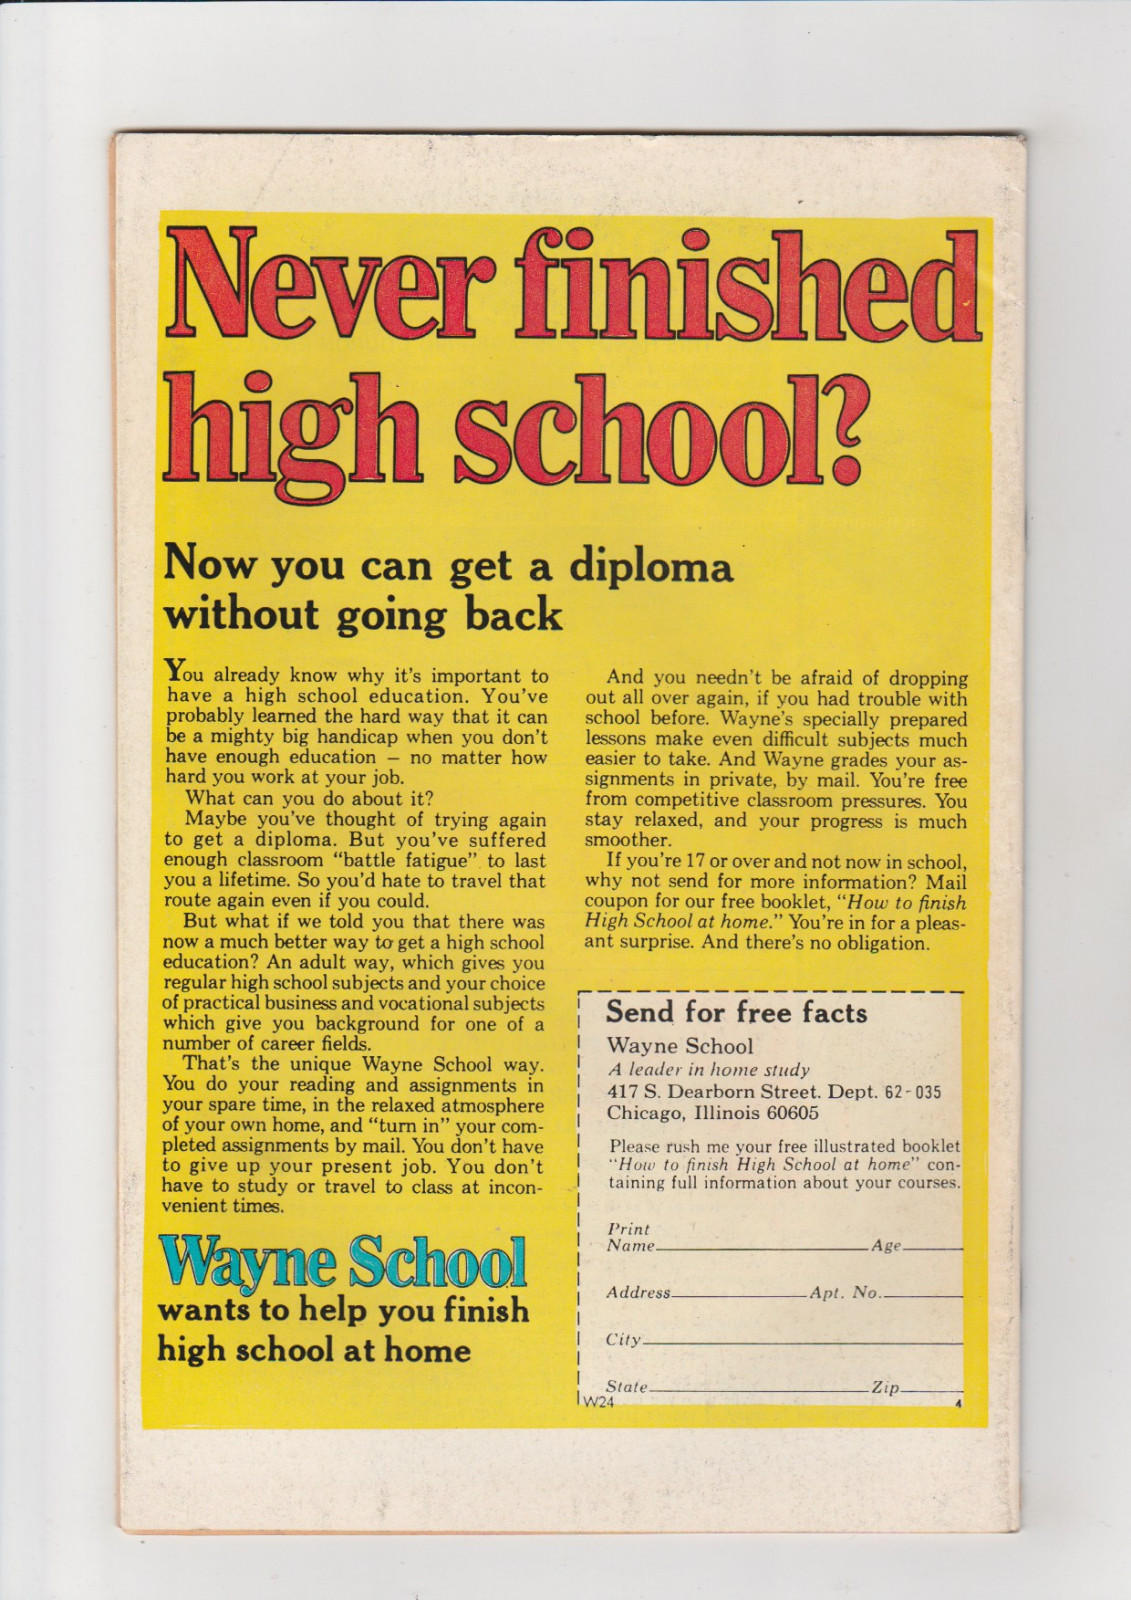 Never finished
high school?
Now you can get a diploma
without going back
You already know why it's important to
have a high school education. You've
probably learned the hard way that it can
be a mighty big handicap when you don't
have enough education – no matter how
hard you work at your job.
What can you do about it?
Maybe you've thought of trying again
to get a diploma. But you've suffered
enough classroom “battle fatigue” to last
you a lifetime. So you'd hate to travel that
route again even if you could.
But what if we told you that there was
now a much better way to get a high school
education? An adult way, which gives you
regular high school subjects and your choice
of practical business and vocational subjects
which give you background for one of a
number of career fields.
That's the unique Wayne School way.
You do your reading and assignments in
your spare time, in the relaxed atmosphere
of your own home, and “turn in” your com-
pleted assignments by mail. You don't have
to give up your present job. You don't
have to study or travel to class at incon-
venient times.
Wayne School
wants to help you finish
high school at home
And you needn't be afraid of dropping
out all over again, if you had trouble with
school before. Wayne's specially prepared
lessons make even difficult subjects much
easier to take. And Wayne grades your as-
signments in private, by mail. You're free
from competitive classroom pressures. You
stay relaxed, and your progress is much
smoother.
If you're 17 or over and not now in school,
why not send for more information? Mail
coupon for our free booklet, “How to finish
High School at home.” You're in for a pleas-
ant surprise. And there's no obligation.
Send for free facts
Wayne School
A leader in home study
417 S. Dearborn Street. Dept. 62-035
Chicago, Illinois 60605
Please rush me your free illustrated booklet
“How to finish High School at home” con-
taining full information about your courses.
Print
Name Age
Address Apt. No.
City
State Zip
W24 4